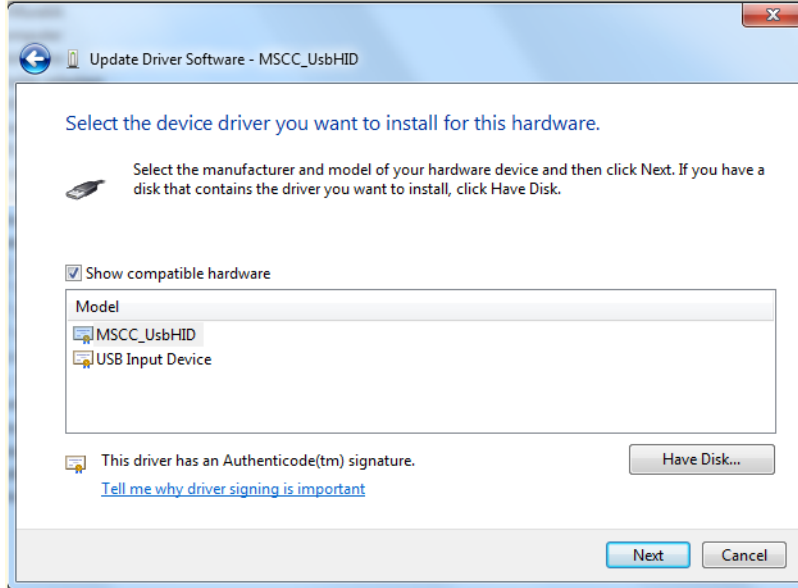 Update Driver Software - MSCC_UsbHID
Select the device driver you want to install for this hardware.
Select the manufacturer and model of your hardware device and then click Next. If you have a
disk that contains the driver you want to install, click Have Disk.
Show compatible hardware
Model
MSCC_UsbHID
USB Input Device
This driver has an Authenticode(tm) signature.
Have Disk...
Tell me why driver signing is important
Next
Cancel